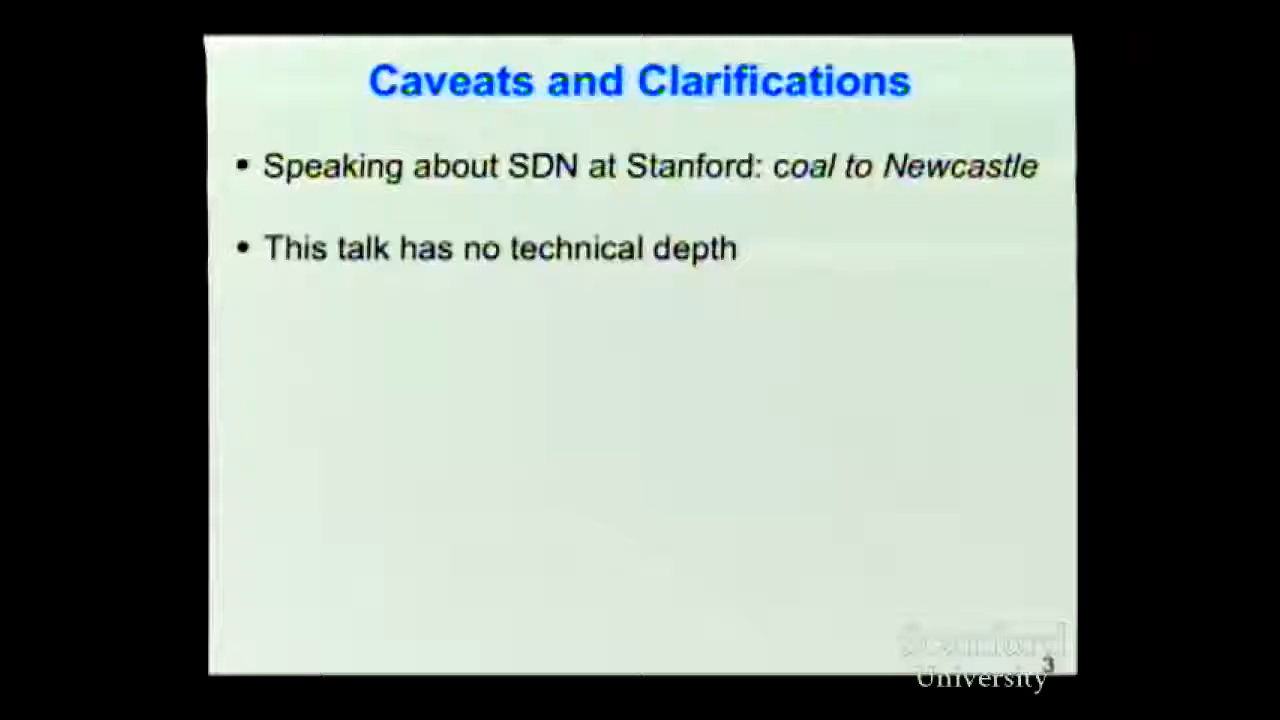 Caveats and Clarifications
• Speaking about SDN at Stanford: coal to Newcastle
• This talk has no technical depth
Stanford
University
3